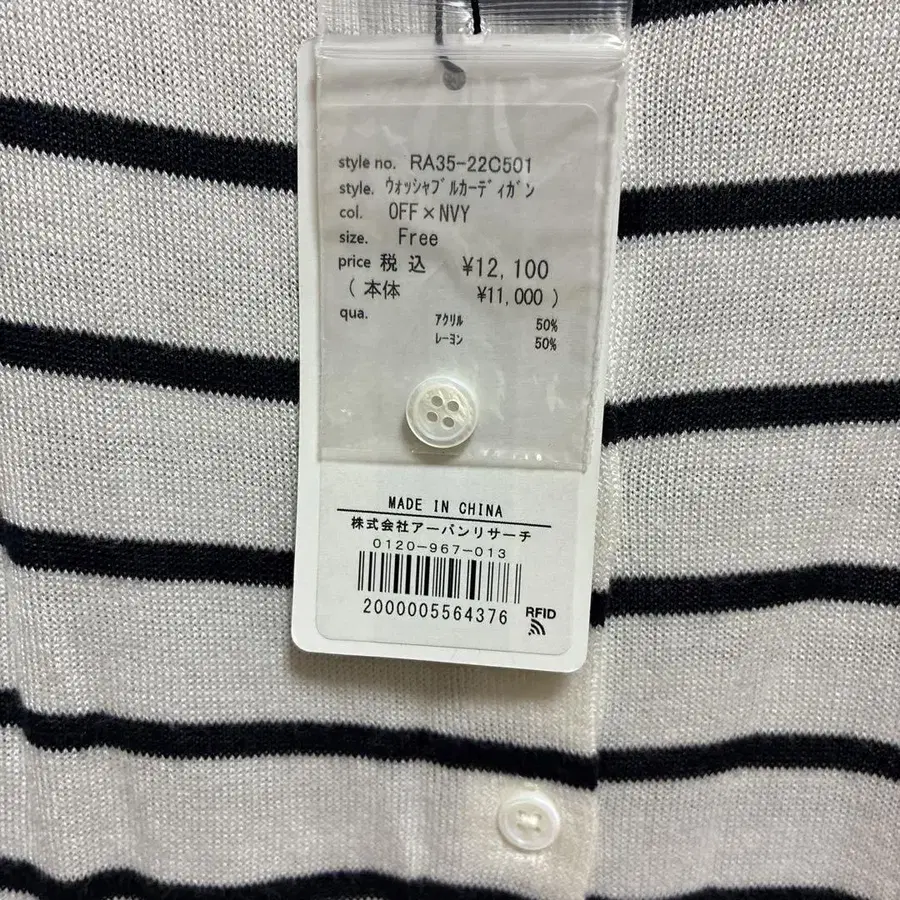 style no. RA35-22C501
style. ｳｫｯｼｬﾌﾞﾙｶｰﾃﾞｨｶﾞﾝ
col. OFF×NVY
size. Free
price 税込 ¥12,100
(本体 ¥11,000)
qua. ｱｸﾘﾙ 50%
ﾚｰﾖﾝ 50%
MADE IN CHINA
株式会社アーバンリサーチ
0120-967-013
2000005564376
RFID